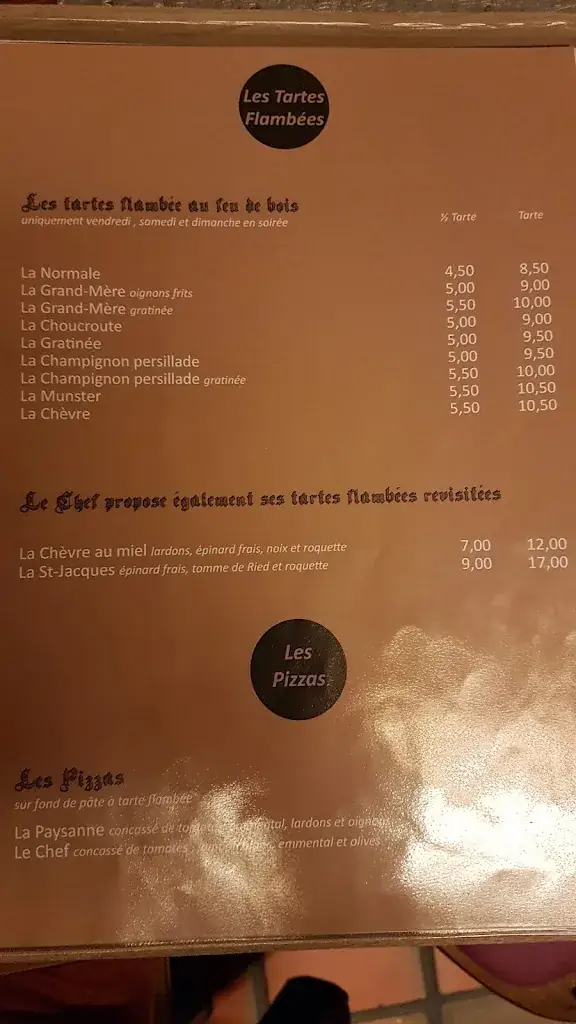 Les Tartes
Flambées
Les tartes flambée au feu de bois
uniquement vendredi , samedi et dimanche en soirée
½ Tarte Tarte
La Normale 4,50 8,50
La Grand-Mère oignons frits 5,00 9,00
La Grand-Mère gratinée 5,50 10,00
La Choucroute 5,00 9,00
La Gratinée 5,00 9,50
La Champignon persillade 5,00 9,50
La Champignon persillade gratinée 5,50 10,00
La Munster 5,50 10,50
La Chèvre 5,50 10,50
Le Chef propose également ses tartes flambées revisitées
La Chèvre au miel lardons, épinard frais, noix et roquette 7,00 12,00
La St-Jacques épinard frais, tomme de Ried et roquette 9,00 17,00
Les
Pizzas
Les Pizzas
sur fond de pâte à tarte flambée
La Paysanne concassé de lardons et
Le Chef concassé de tomates emmental et olives